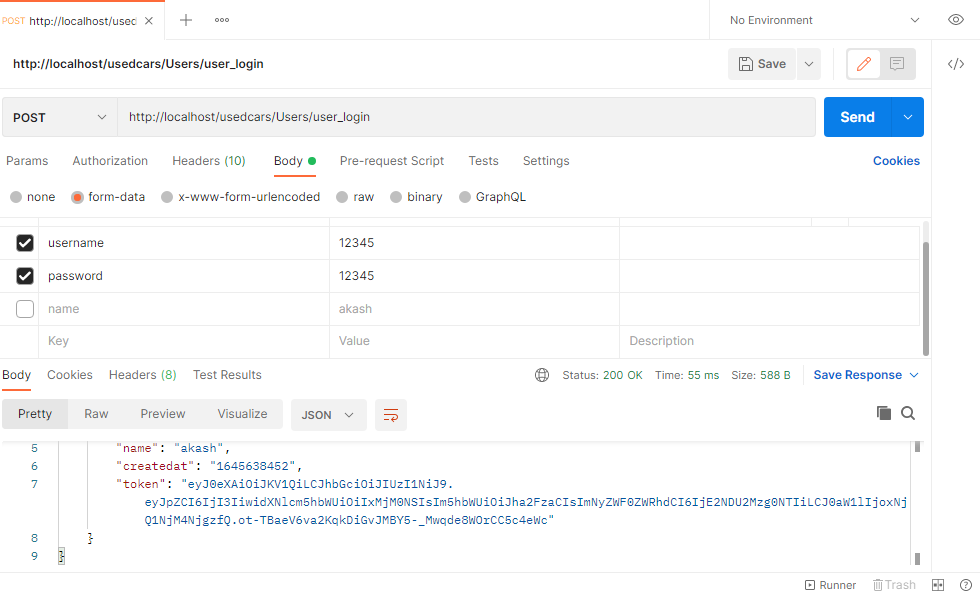 POST http://localhost/used
No Environment
http://localhost/usedcars/Users/user_login
Save
POST
http://localhost/usedcars/Users/user_login
Send
Params Authorization Headers (10) Body Pre-request Script Tests Settings Cookies
none form-data x-www-form-urlencoded raw binary GraphQL
username 12345
password 12345
name akash
Key Value Description
Body Cookies Headers (8) Test Results Status: 200 OK Time: 55 ms Size: 588 B Save Response
Pretty Raw Preview Visualize JSON
5 "name": "akash",
6 "createdat": "1645638452",
7 "token": "eyJ0eXAiOiJKV1QiLCJhbGciOiJIUzI1NiJ9.
eyJpZCI6IjI3IiwidXNlcm5hbWUiOiIxMjM0NSIsIm5hbWUiOiJha2FzaCIsImNyZWF0ZWRhdCI6IjE2NDU2Mzg0NTIiLCJ0aW1lIjoxNj
Q1NjM4NjgzfQ.ot-TBaeV6va2KqkDiGvJMBY5-_Mwqde8WOrCC5c4eWc"
8 }
9 }
Runner Trash